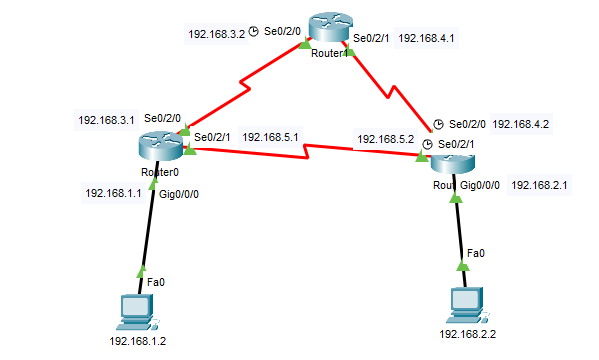 192.168.3.2
Se0/2/0
Se0/2/1
192.168.4.1
Router1
192.168.3.1
Se0/2/0
Se0/2/1
192.168.5.1
192.168.5.2
Se0/2/0
192.168.4.2
Se0/2/1
Router0
192.168.1.1
Gig0/0/0
Rout
Gig0/0/0
192.168.2.1
Fa0
Fa0
192.168.1.2
192.168.2.2